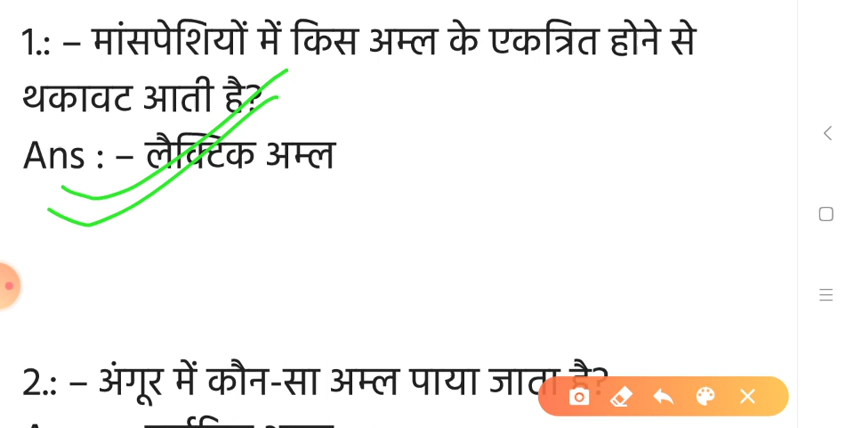 1.: – मांसपेशियों में किस अम्ल के एकत्रित होने से
थकावट आती है?
Ans : – लैक्टिक अम्ल
2.: – अंगूर में कौन-सा अम्ल पाया जाता है?